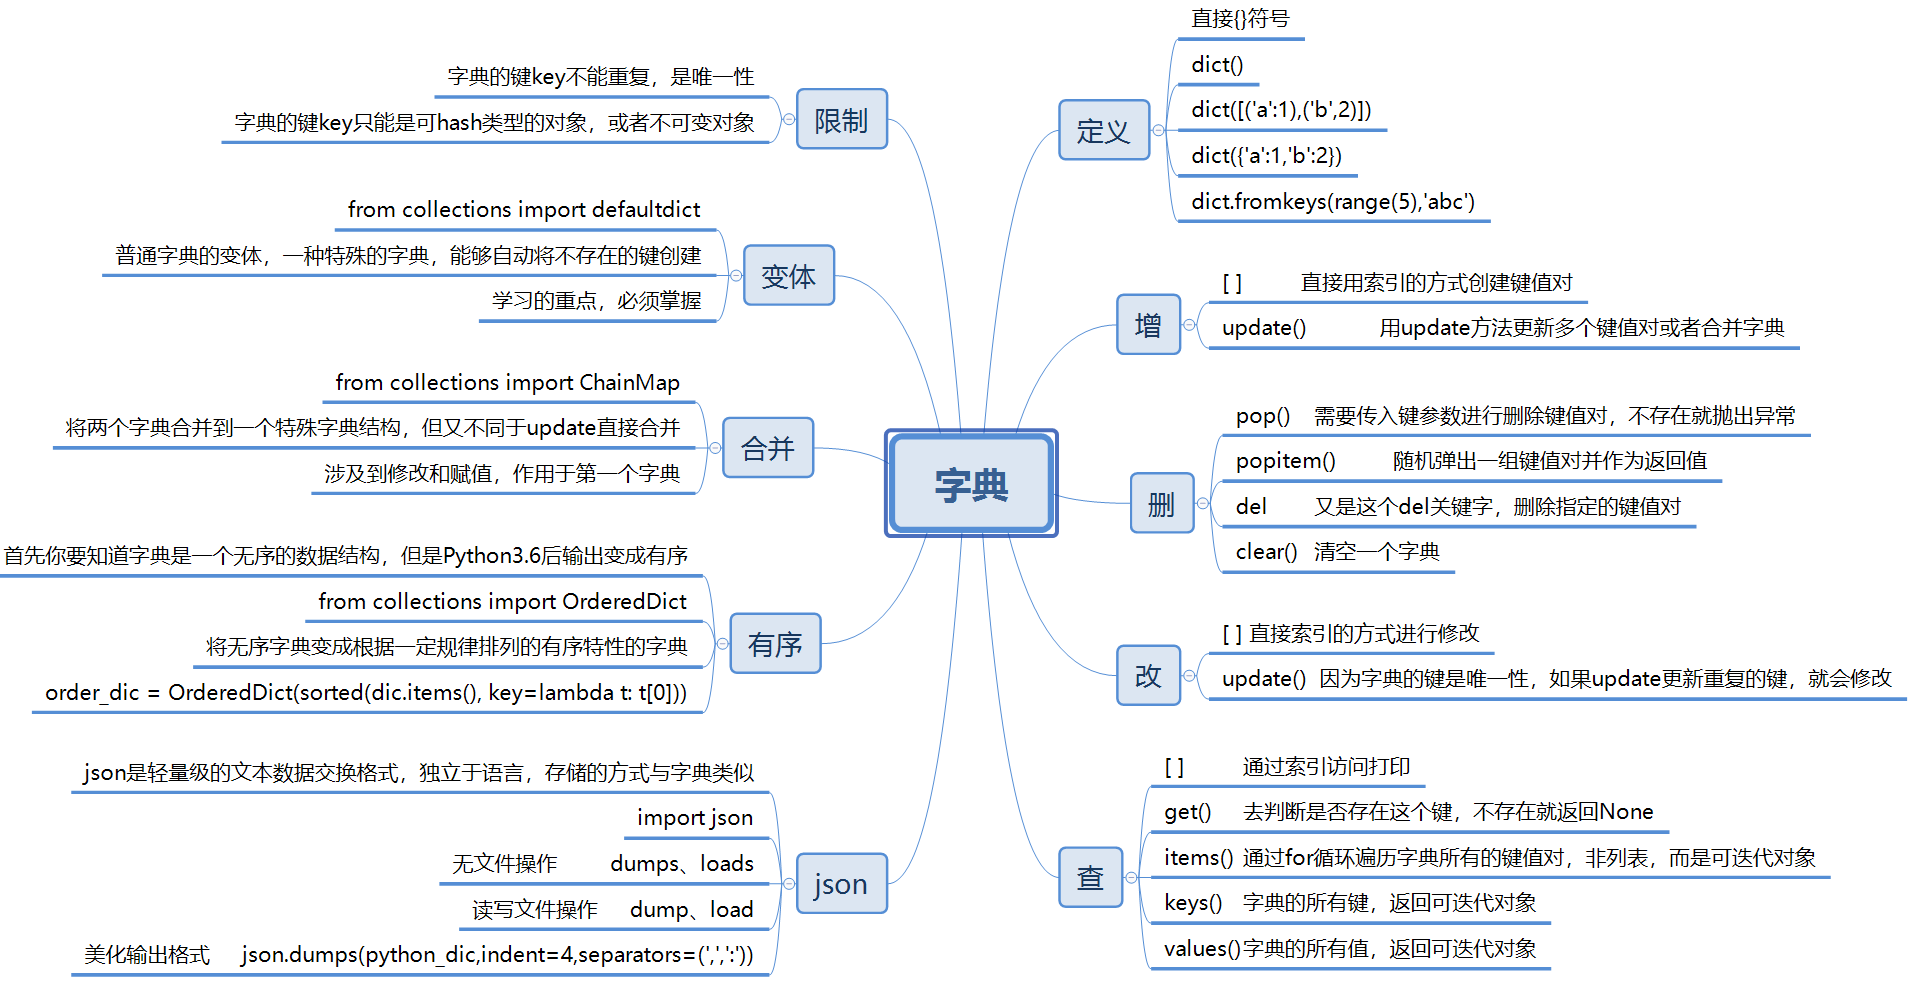 字典
定义
直接{}符号
dict()
dict([('a':1),('b',2)])
dict({'a':1,'b':2})
dict.fromkeys(range(5),'abc')
增
[ ] 直接用索引的方式创建键值对
update() 用update方法更新多个键值对或者合并字典
删
pop() 需要传入键参数进行删除键值对，不存在就抛出异常
popitem() 随机弹出一组键值对并作为返回值
del 又是这个del关键字，删除指定的键值对
clear() 清空一个字典
改
[ ] 直接索引的方式进行修改
update() 因为字典的键是唯一性，如果update更新重复的键，就会修改
查
[ ] 通过索引访问打印
get() 去判断是否存在这个键，不存在就返回None
items() 通过for循环遍历字典所有的键值对，非列表，而是可迭代对象
keys() 字典的所有键，返回可迭代对象
values()字典的所有值，返回可迭代对象
限制
字典的键key不能重复，是唯一性
字典的键key只能是可hash类型的对象，或者不可变对象
变体
from collections import defaultdict
普通字典的变体，一种特殊的字典，能够自动将不存在的键创建
学习的重点，必须掌握
合并
from collections import ChainMap
将两个字典合并到一个特殊字典结构，但又不同于update直接合并
涉及到修改和赋值，作用于第一个字典
有序
首先你要知道字典是一个无序的数据结构，但是Python3.6后输出变成有序
from collections import OrderedDict
将无序字典变成根据一定规律排列的有序特性的字典
order_dic = OrderedDict(sorted(dic.items(), key=lambda t: t[0]))
json
json是轻量级的文本数据交换格式，独立于语言，存储的方式与字典类似
import json
无文件操作 dumps、loads
读写文件操作 dump、load
美化输出格式 json.dumps(python_dic,indent=4,separators=(',',':'))